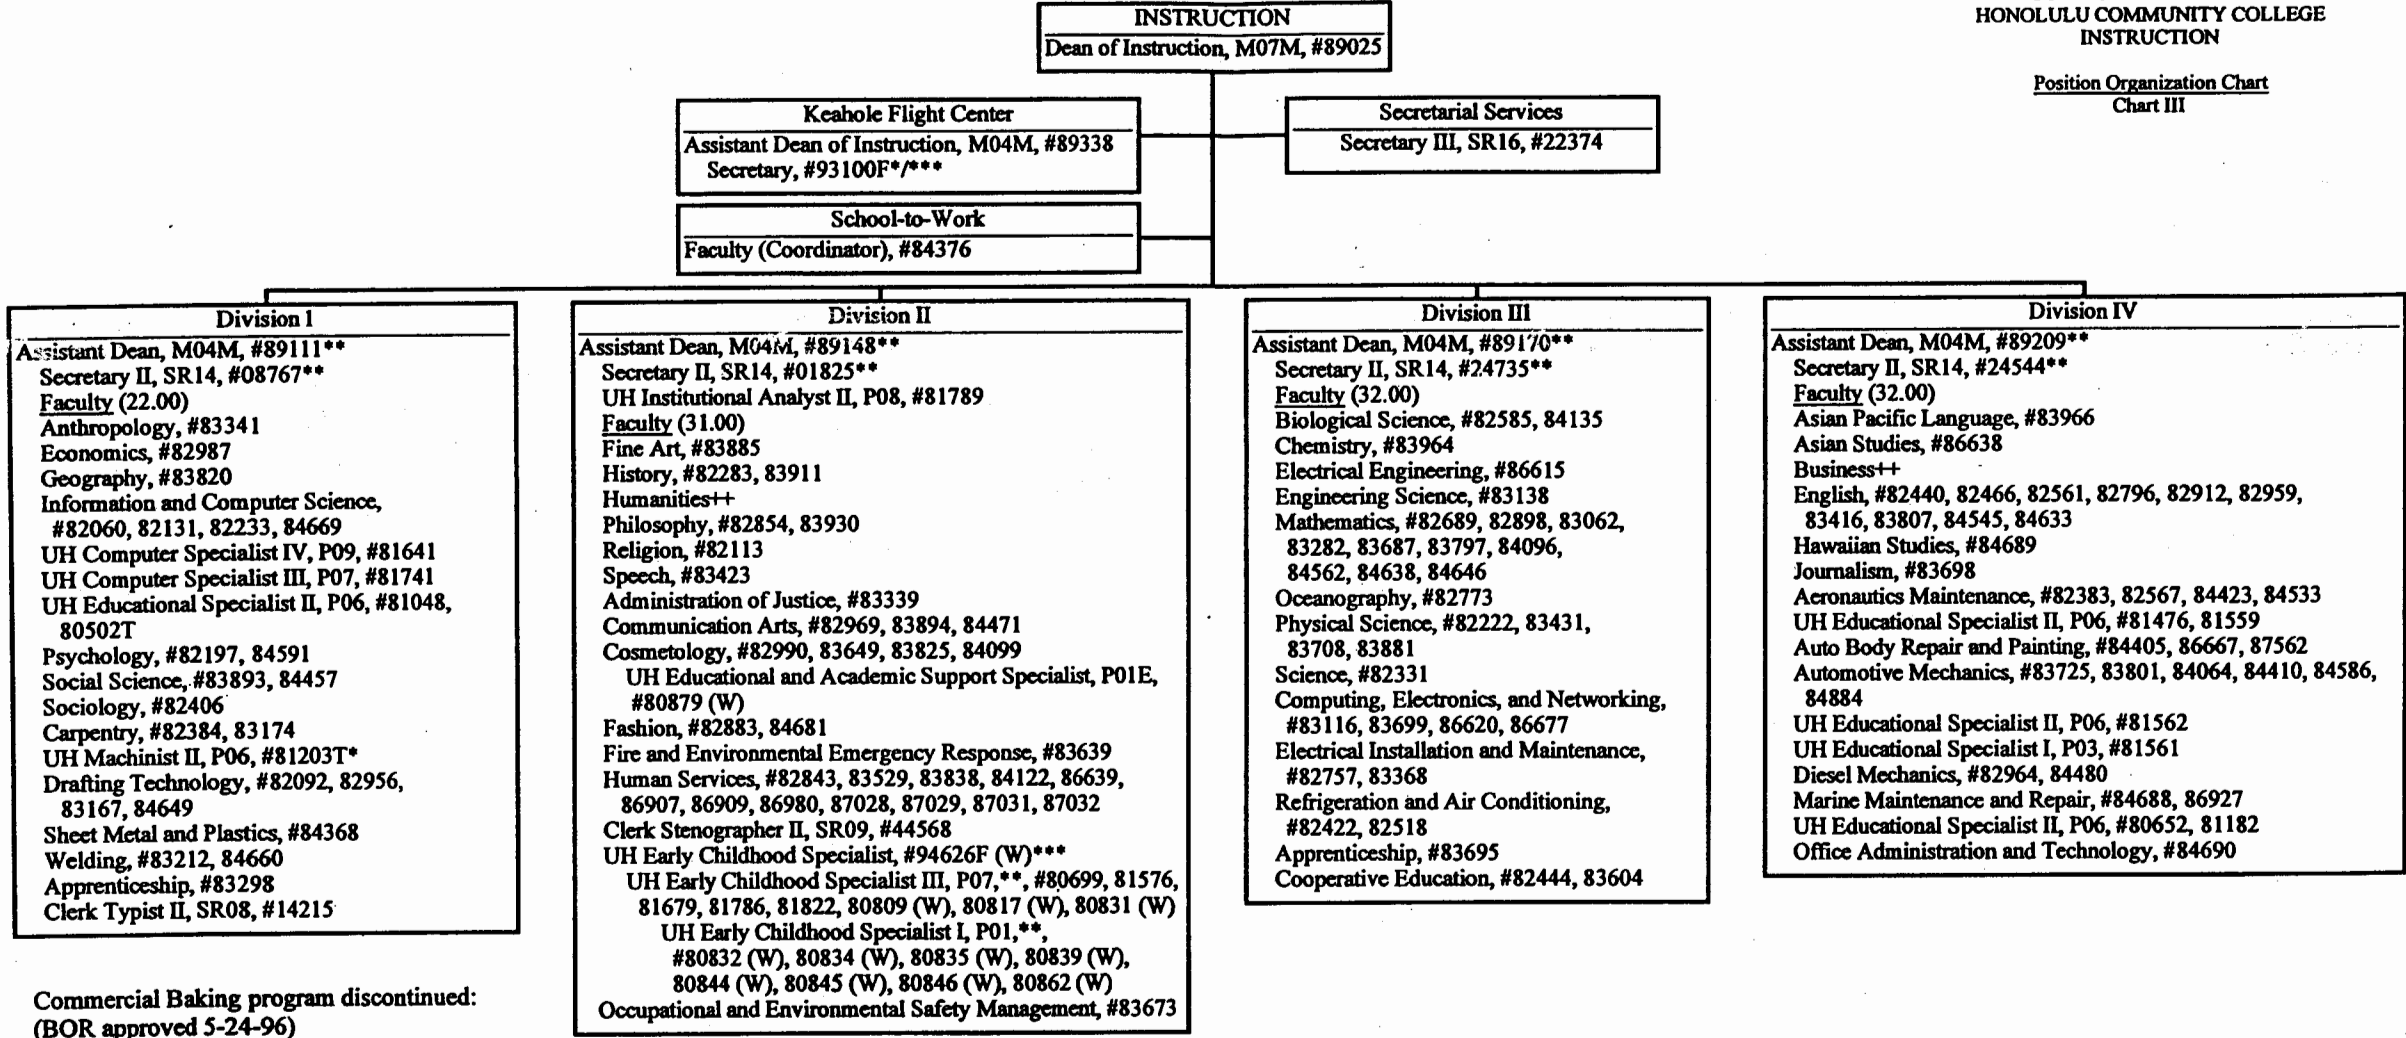 HONOLULU COMMUNITY COLLEGE
INSTRUCTION
Position Organization Chart
Chart III
INSTRUCTION
Dean of Instruction, M07M, #89025
Keahole Flight Center
Assistant Dean of Instruction, M04M, #89338
Secretary, #93100F*/***
Secretarial Services
Secretary III, SR16, #22374
School-to-Work
Faculty (Coordinator), #84376
Division I
Assistant Dean, M04M, #89111**
Secretary II, SR14, #08767**
Faculty (22.00)
Anthropology, #83341
Economics, #82987
Geography, #83820
Information and Computer Science,
#82060, 82131, 82233, 84669
UH Computer Specialist IV, P09, #81641
UH Computer Specialist III, P07, #81741
UH Educational Specialist II, P06, #81048,
80502T
Psychology, #82197, 84591
Social Science, #83893, 84457
Sociology, #82406
Carpentry, #82384, 83174
UH Machinist II, P06, #81203T*
Drafting Technology, #82092, 82956,
83167, 84649
Sheet Metal and Plastics, #84368
Welding, #83212, 84660
Apprenticeship, #83298
Clerk Typist II, SR08, #14215
Division II
Assistant Dean, M04M, #89148**
Secretary II, SR14, #01825**
UH Institutional Analyst II, P08, #81789
Faculty (31.00)
Fine Art, #83885
History, #82283, 83911
Humanities++
Philosophy, #82854, 83930
Religion, #82113
Speech, #83423
Administration of Justice, #83339
Communication Arts, #82969, 83894, 84471
Cosmetology, #82990, 83649, 83825, 84099
UH Educational and Academic Support Specialist, P01E,
#80879 (W)
Fashion, #82883, 84681
Fire and Environmental Emergency Response, #83639
Human Services, #82843, 83529, 83838, 84122, 86639,
86907, 86909, 86980, 87028, 87029, 87031, 87032
Clerk Stenographer II, SR09, #44568
UH Early Childhood Specialist, #94626F (W)***
UH Early Childhood Specialist III, P07,**, #80699, 81576,
81679, 81786, 81822, 80809 (W), 80817 (W), 80831 (W)
UH Early Childhood Specialist I, P01,**,
#80832 (W), 80834 (W), 80835 (W), 80839 (W),
80844 (W), 80845 (W), 80846 (W), 80862 (W)
Occupational and Environmental Safety Management, #83673
Division III
Assistant Dean, M04M, #89170**
Secretary II, SR14, #24735**
Faculty (32.00)
Biological Science, #82585, 84135
Chemistry, #83964
Electrical Engineering, #86615
Engineering Science, #83138
Mathematics, #82689, 82898, 83062,
83282, 83687, 83797, 84096,
84562, 84638, 84646
Oceanography, #82773
Physical Science, #82222, 83431,
83708, 83881
Science, #82331
Computing, Electronics, and Networking,
#83116, 83699, 86620, 86677
Electrical Installation and Maintenance,
#82757, 83368
Refrigeration and Air Conditioning,
#82422, 82518
Apprenticeship, #83695
Cooperative Education, #82444, 83604
Division IV
Assistant Dean, M04M, #89209**
Secretary II, SR14, #24544**
Faculty (32.00)
Asian Pacific Language, #83966
Asian Studies, #86638
Business++
English, #82440, 82466, 82561, 82796, 82912, 82959,
83416, 83807, 84545, 84633
Hawaiian Studies, #84689
Journalism, #83698
Aeronautics Maintenance, #82383, 82567, 84423, 84533
UH Educational Specialist II, P06, #81476, 81559
Auto Body Repair and Painting, #84405, 86667, 87562
Automotive Mechanics, #83725, 83801, 84064, 84410, 84586,
84884
UH Educational Specialist II, P06, #81562
UH Educational Specialist I, P03, #81561
Diesel Mechanics, #82964, 84480
Marine Maintenance and Repair, #84688, 86927
UH Educational Specialist II, P06, #80652, 81182
Office Administration and Technology, #84690
Commercial Baking program discontinued:
(BOR approved 5-24-96)